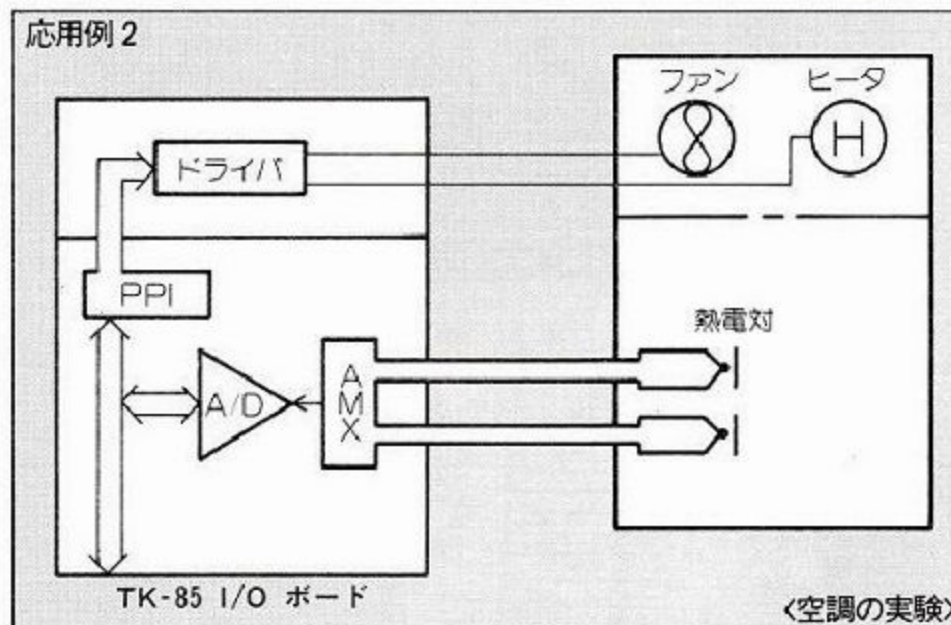 応用例2
ファン
ヒータ
ドライバ
H
PPI
熱電対
A/D
AMX
TK-85 I/O ボード
<空調の実験>